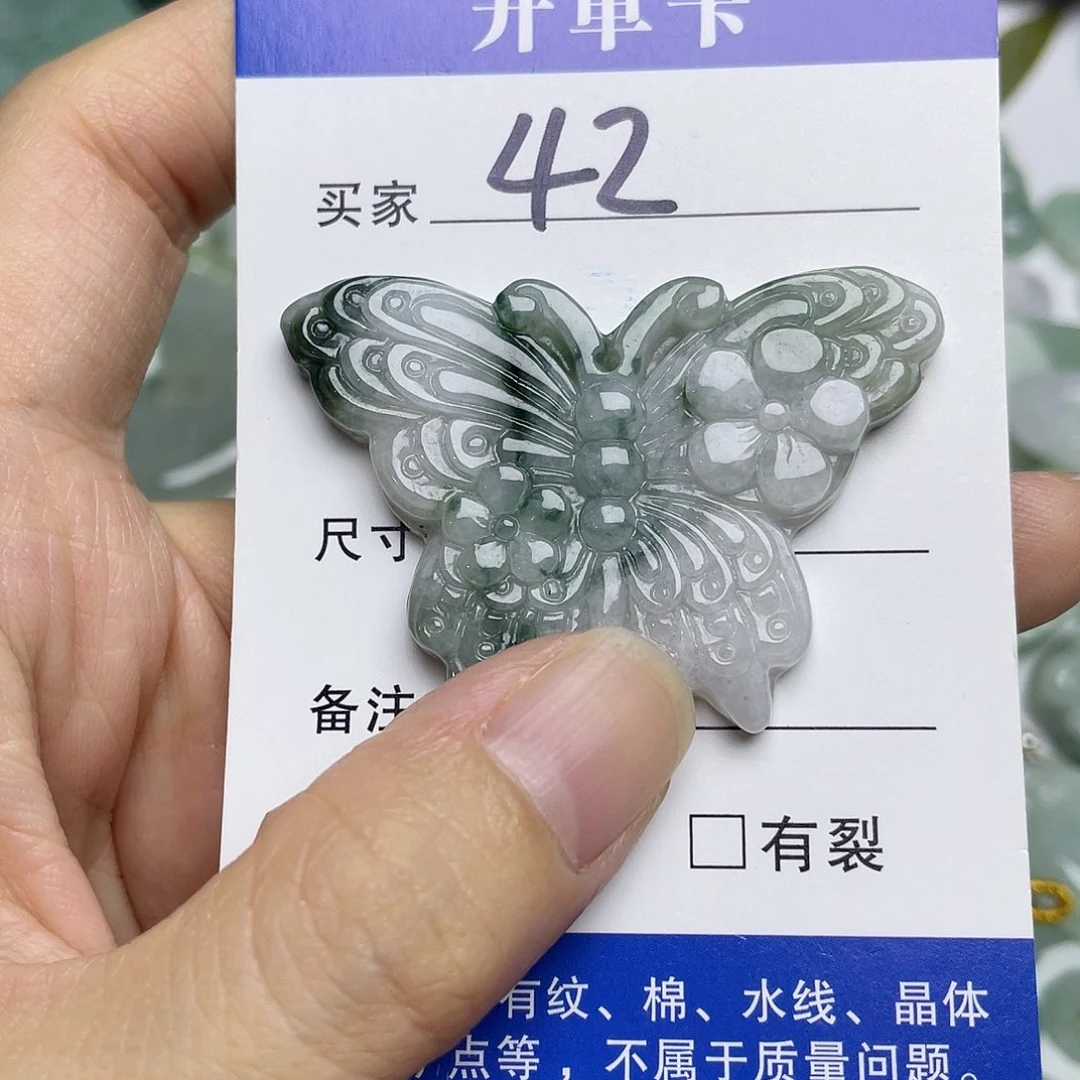 开单卡
买家 42
尺寸
备注
□有裂
有纹、棉、水线、晶体
点等，不属于质量问题。